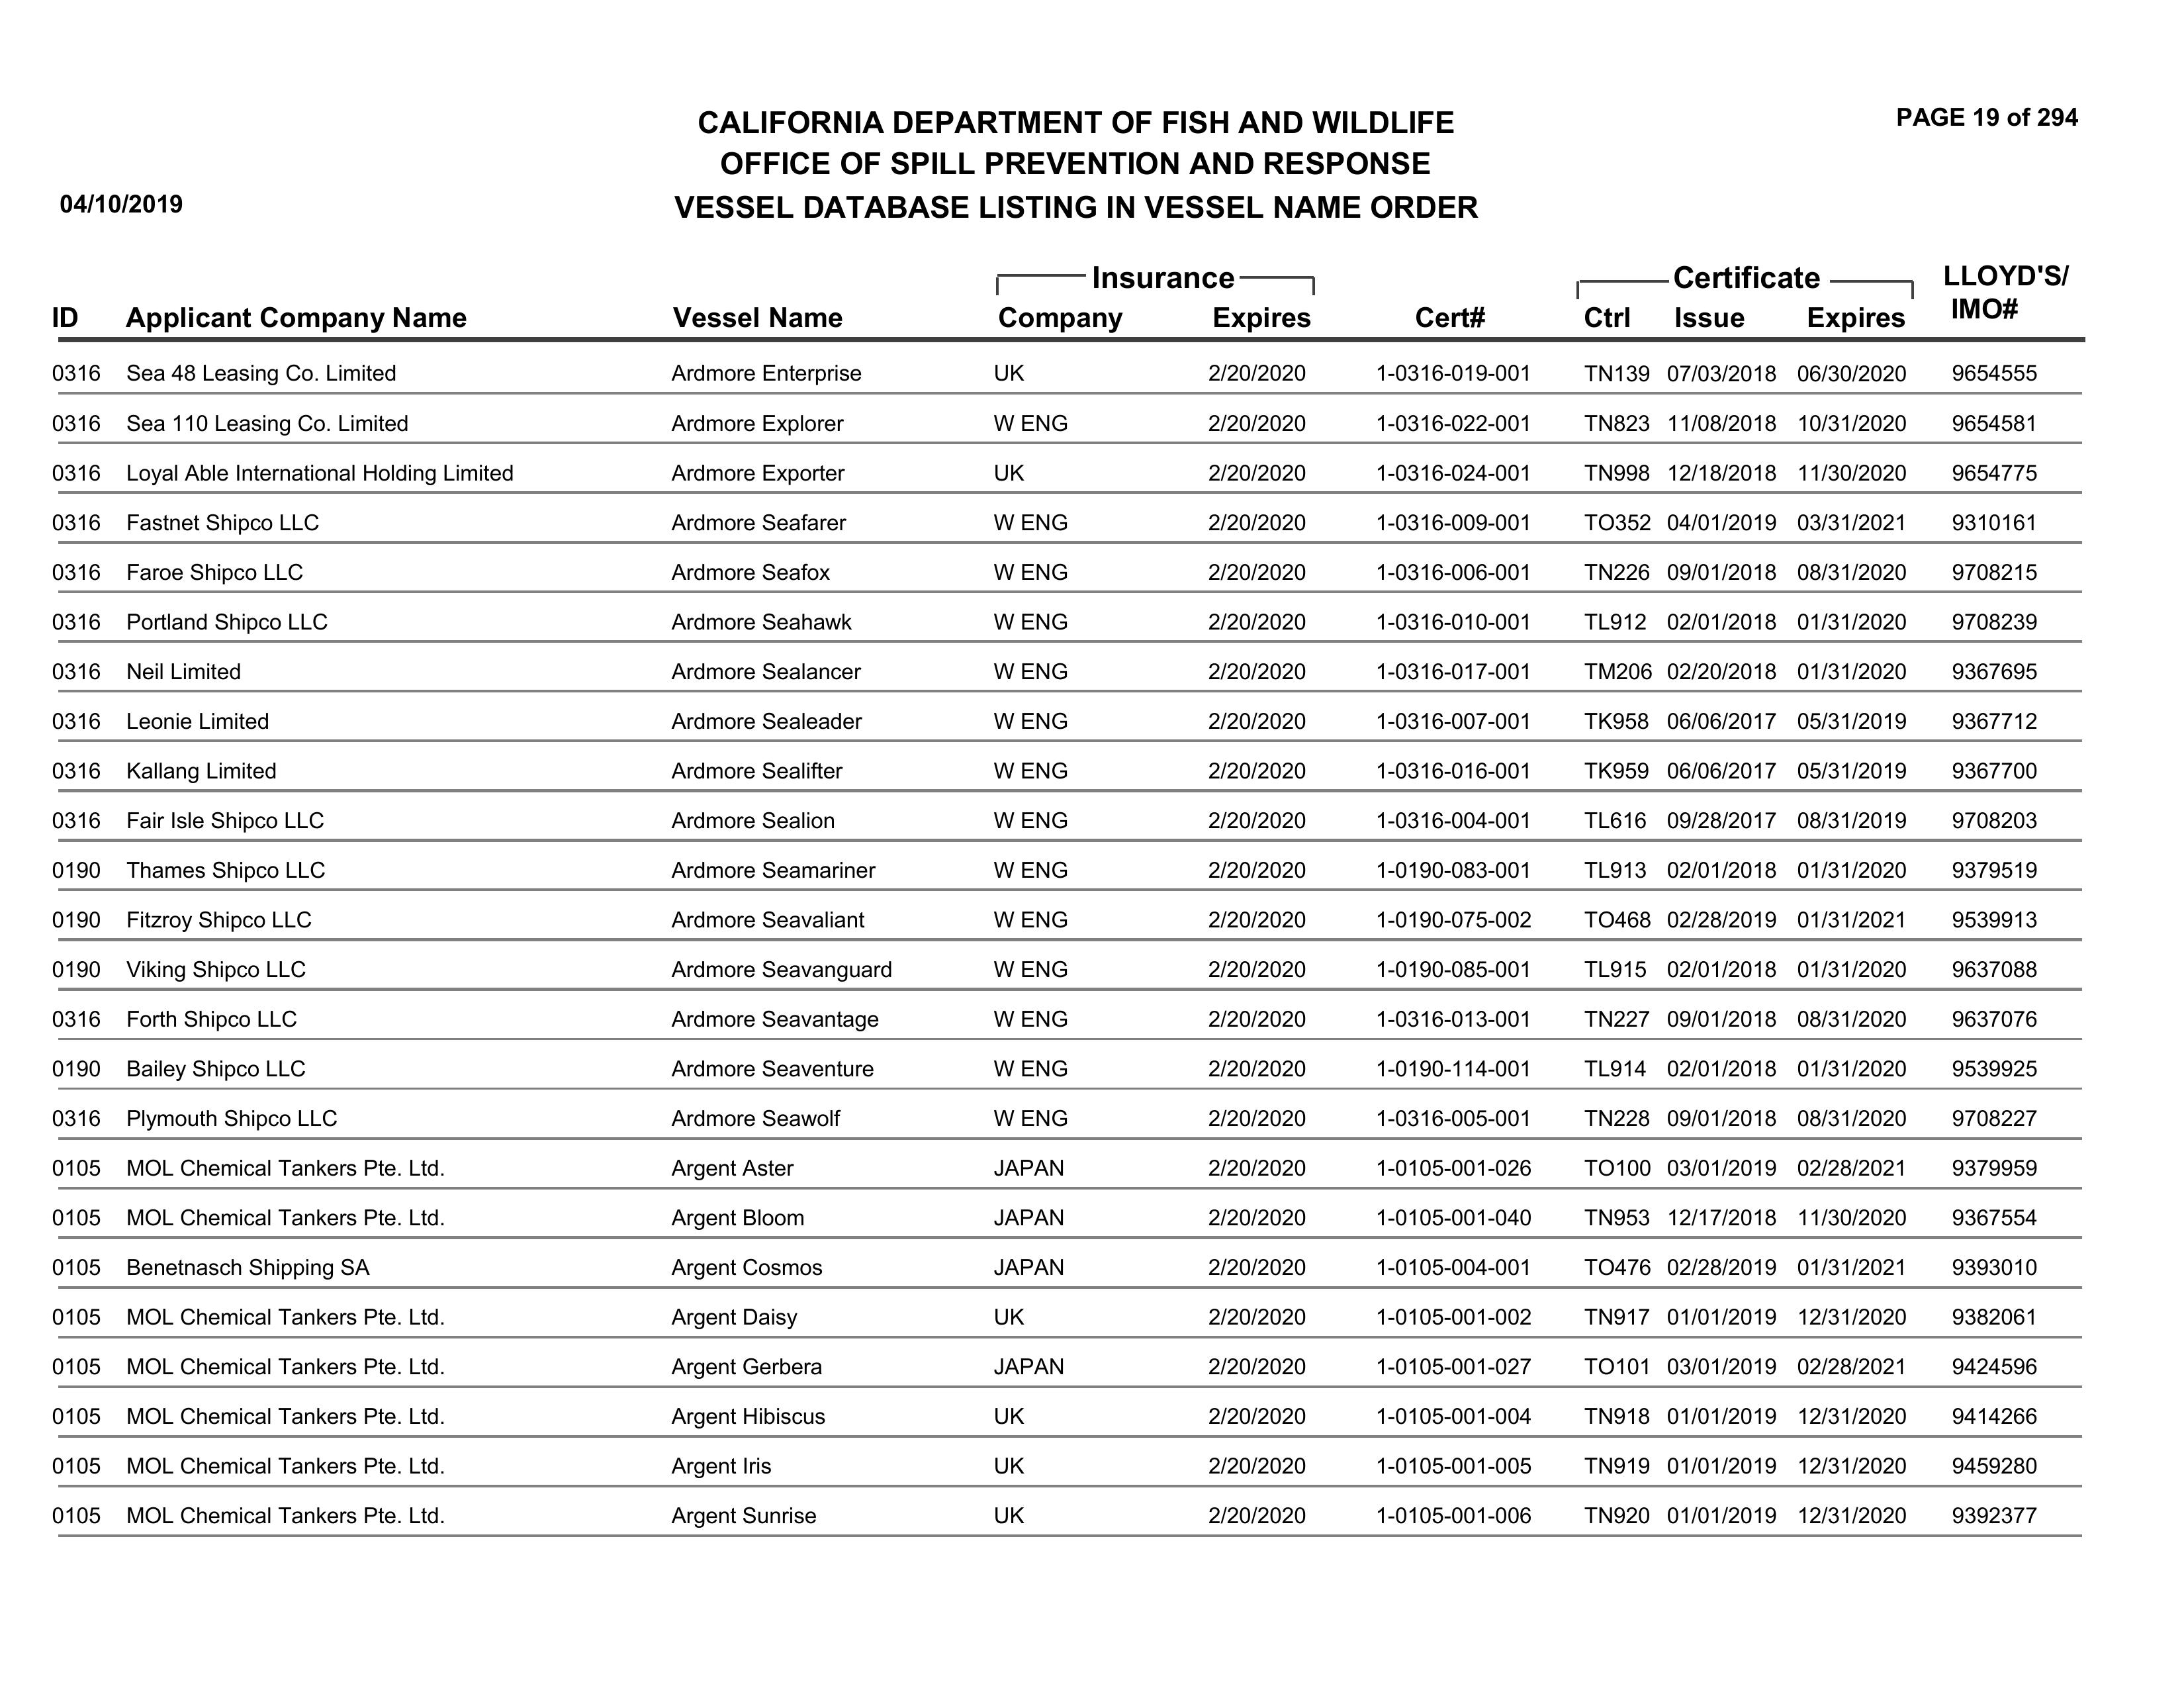 PAGE 19 of 294
CALIFORNIA DEPARTMENT OF FISH AND WILDLIFE
OFFICE OF SPILL PREVENTION AND RESPONSE
04/10/2019 VESSEL DATABASE LISTING IN VESSEL NAME ORDER
Insurance Certificate LLOYD'S/
ID Applicant Company Name Vessel Name Company Expires Cert# Ctrl Issue Expires IMO#
0316 Sea 48 Leasing Co. Limited Ardmore Enterprise UK 2/20/2020 1-0316-019-001 TN139 07/03/2018 06/30/2020 9654555
0316 Sea 110 Leasing Co. Limited Ardmore Explorer W ENG 2/20/2020 1-0316-022-001 TN823 11/08/2018 10/31/2020 9654581
0316 Loyal Able International Holding Limited Ardmore Exporter UK 2/20/2020 1-0316-024-001 TN998 12/18/2018 11/30/2020 9654775
0316 Fastnet Shipco LLC Ardmore Seafarer W ENG 2/20/2020 1-0316-009-001 TO352 04/01/2019 03/31/2021 9310161
0316 Faroe Shipco LLC Ardmore Seafox W ENG 2/20/2020 1-0316-006-001 TN226 09/01/2018 08/31/2020 9708215
0316 Portland Shipco LLC Ardmore Seahawk W ENG 2/20/2020 1-0316-010-001 TL912 02/01/2018 01/31/2020 9708239
0316 Neil Limited Ardmore Sealancer W ENG 2/20/2020 1-0316-017-001 TM206 02/20/2018 01/31/2020 9367695
0316 Leonie Limited Ardmore Sealeader W ENG 2/20/2020 1-0316-007-001 TK958 06/06/2017 05/31/2019 9367712
0316 Kallang Limited Ardmore Sealifter W ENG 2/20/2020 1-0316-016-001 TK959 06/06/2017 05/31/2019 9367700
0316 Fair Isle Shipco LLC Ardmore Sealion W ENG 2/20/2020 1-0316-004-001 TL616 09/28/2017 08/31/2019 9708203
0190 Thames Shipco LLC Ardmore Seamariner W ENG 2/20/2020 1-0190-083-001 TL913 02/01/2018 01/31/2020 9379519
0190 Fitzroy Shipco LLC Ardmore Seavaliant W ENG 2/20/2020 1-0190-075-002 TO468 02/28/2019 01/31/2021 9539913
0190 Viking Shipco LLC Ardmore Seavanguard W ENG 2/20/2020 1-0190-085-001 TL915 02/01/2018 01/31/2020 9637088
0316 Forth Shipco LLC Ardmore Seavantage W ENG 2/20/2020 1-0316-013-001 TN227 09/01/2018 08/31/2020 9637076
0190 Bailey Shipco LLC Ardmore Seaventure W ENG 2/20/2020 1-0190-114-001 TL914 02/01/2018 01/31/2020 9539925
0316 Plymouth Shipco LLC Ardmore Seawolf W ENG 2/20/2020 1-0316-005-001 TN228 09/01/2018 08/31/2020 9708227
0105 MOL Chemical Tankers Pte. Ltd. Argent Aster JAPAN 2/20/2020 1-0105-001-026 TO100 03/01/2019 02/28/2021 9379959
0105 MOL Chemical Tankers Pte. Ltd. Argent Bloom JAPAN 2/20/2020 1-0105-001-040 TN953 12/17/2018 11/30/2020 9367554
0105 Benetnasch Shipping SA Argent Cosmos JAPAN 2/20/2020 1-0105-004-001 TO476 02/28/2019 01/31/2021 9393010
0105 MOL Chemical Tankers Pte. Ltd. Argent Daisy UK 2/20/2020 1-0105-001-002 TN917 01/01/2019 12/31/2020 9382061
0105 MOL Chemical Tankers Pte. Ltd. Argent Gerbera JAPAN 2/20/2020 1-0105-001-027 TO101 03/01/2019 02/28/2021 9424596
0105 MOL Chemical Tankers Pte. Ltd. Argent Hibiscus UK 2/20/2020 1-0105-001-004 TN918 01/01/2019 12/31/2020 9414266
0105 MOL Chemical Tankers Pte. Ltd. Argent Iris UK 2/20/2020 1-0105-001-005 TN919 01/01/2019 12/31/2020 9459280
0105 MOL Chemical Tankers Pte. Ltd. Argent Sunrise UK 2/20/2020 1-0105-001-006 TN920 01/01/2019 12/31/2020 9392377